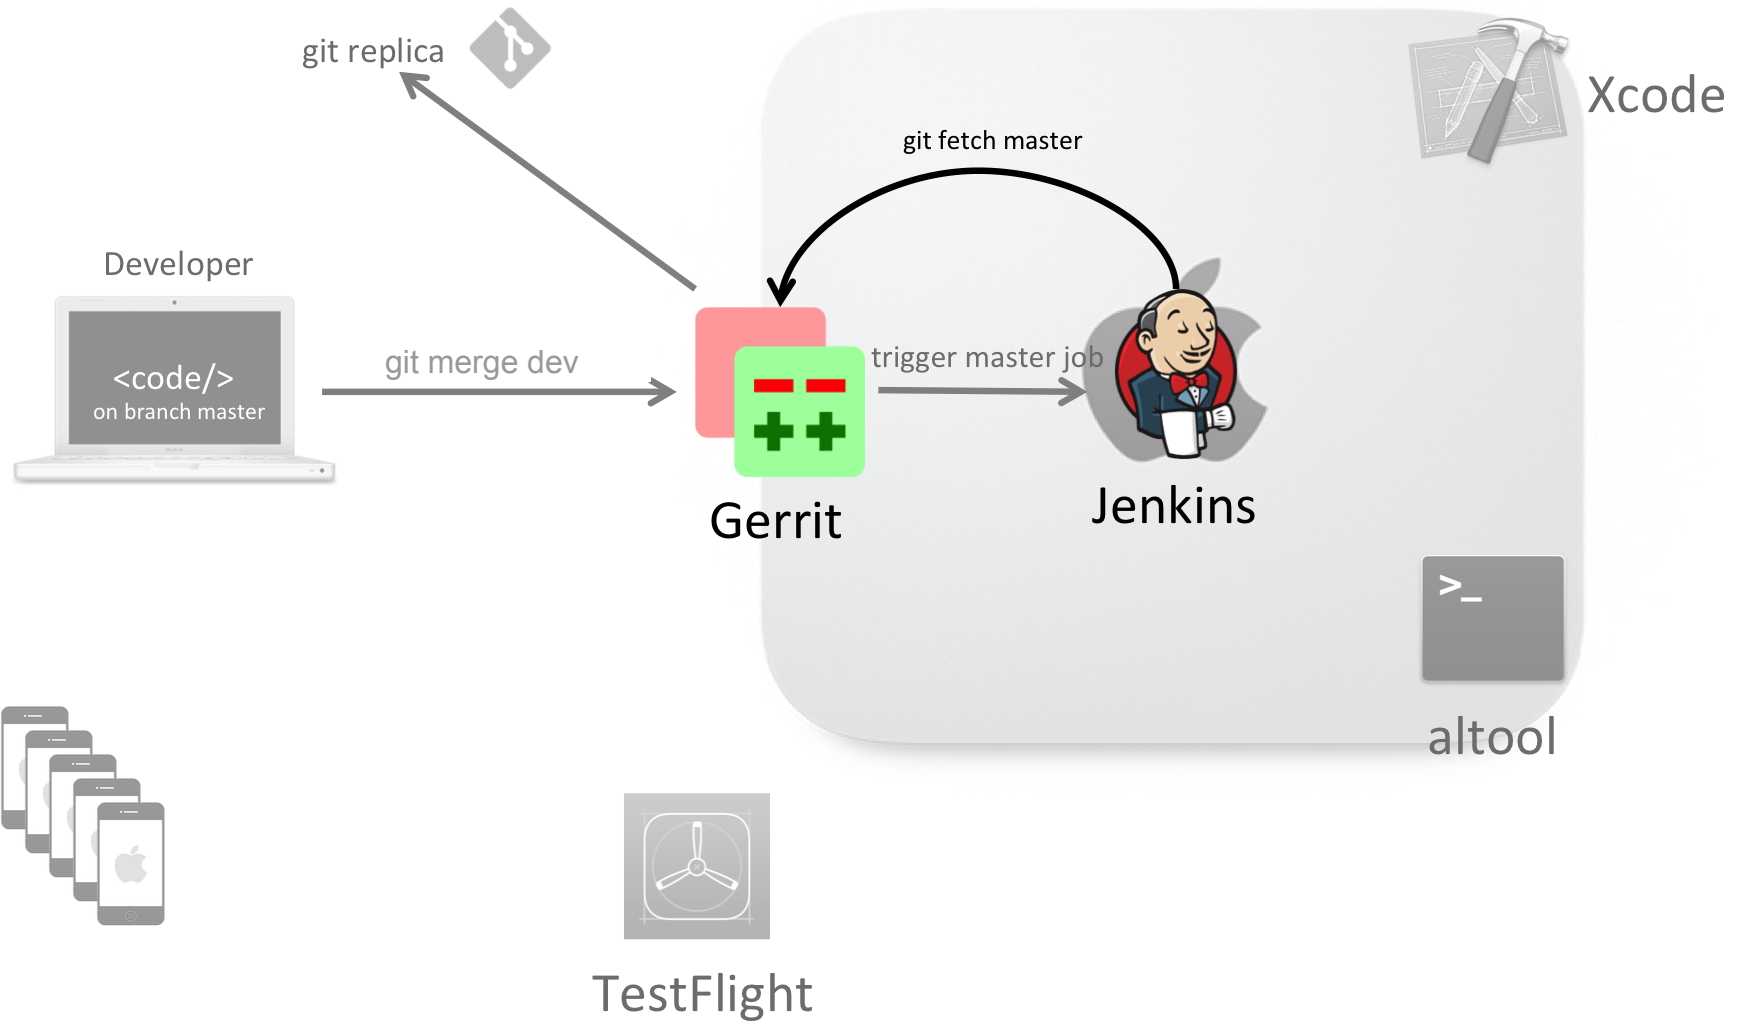 git replica
Xcode
git fetch master
Developer
<code/>
on branch master
git merge dev
trigger master job
Gerrit
Jenkins
>_
altool
TestFlight